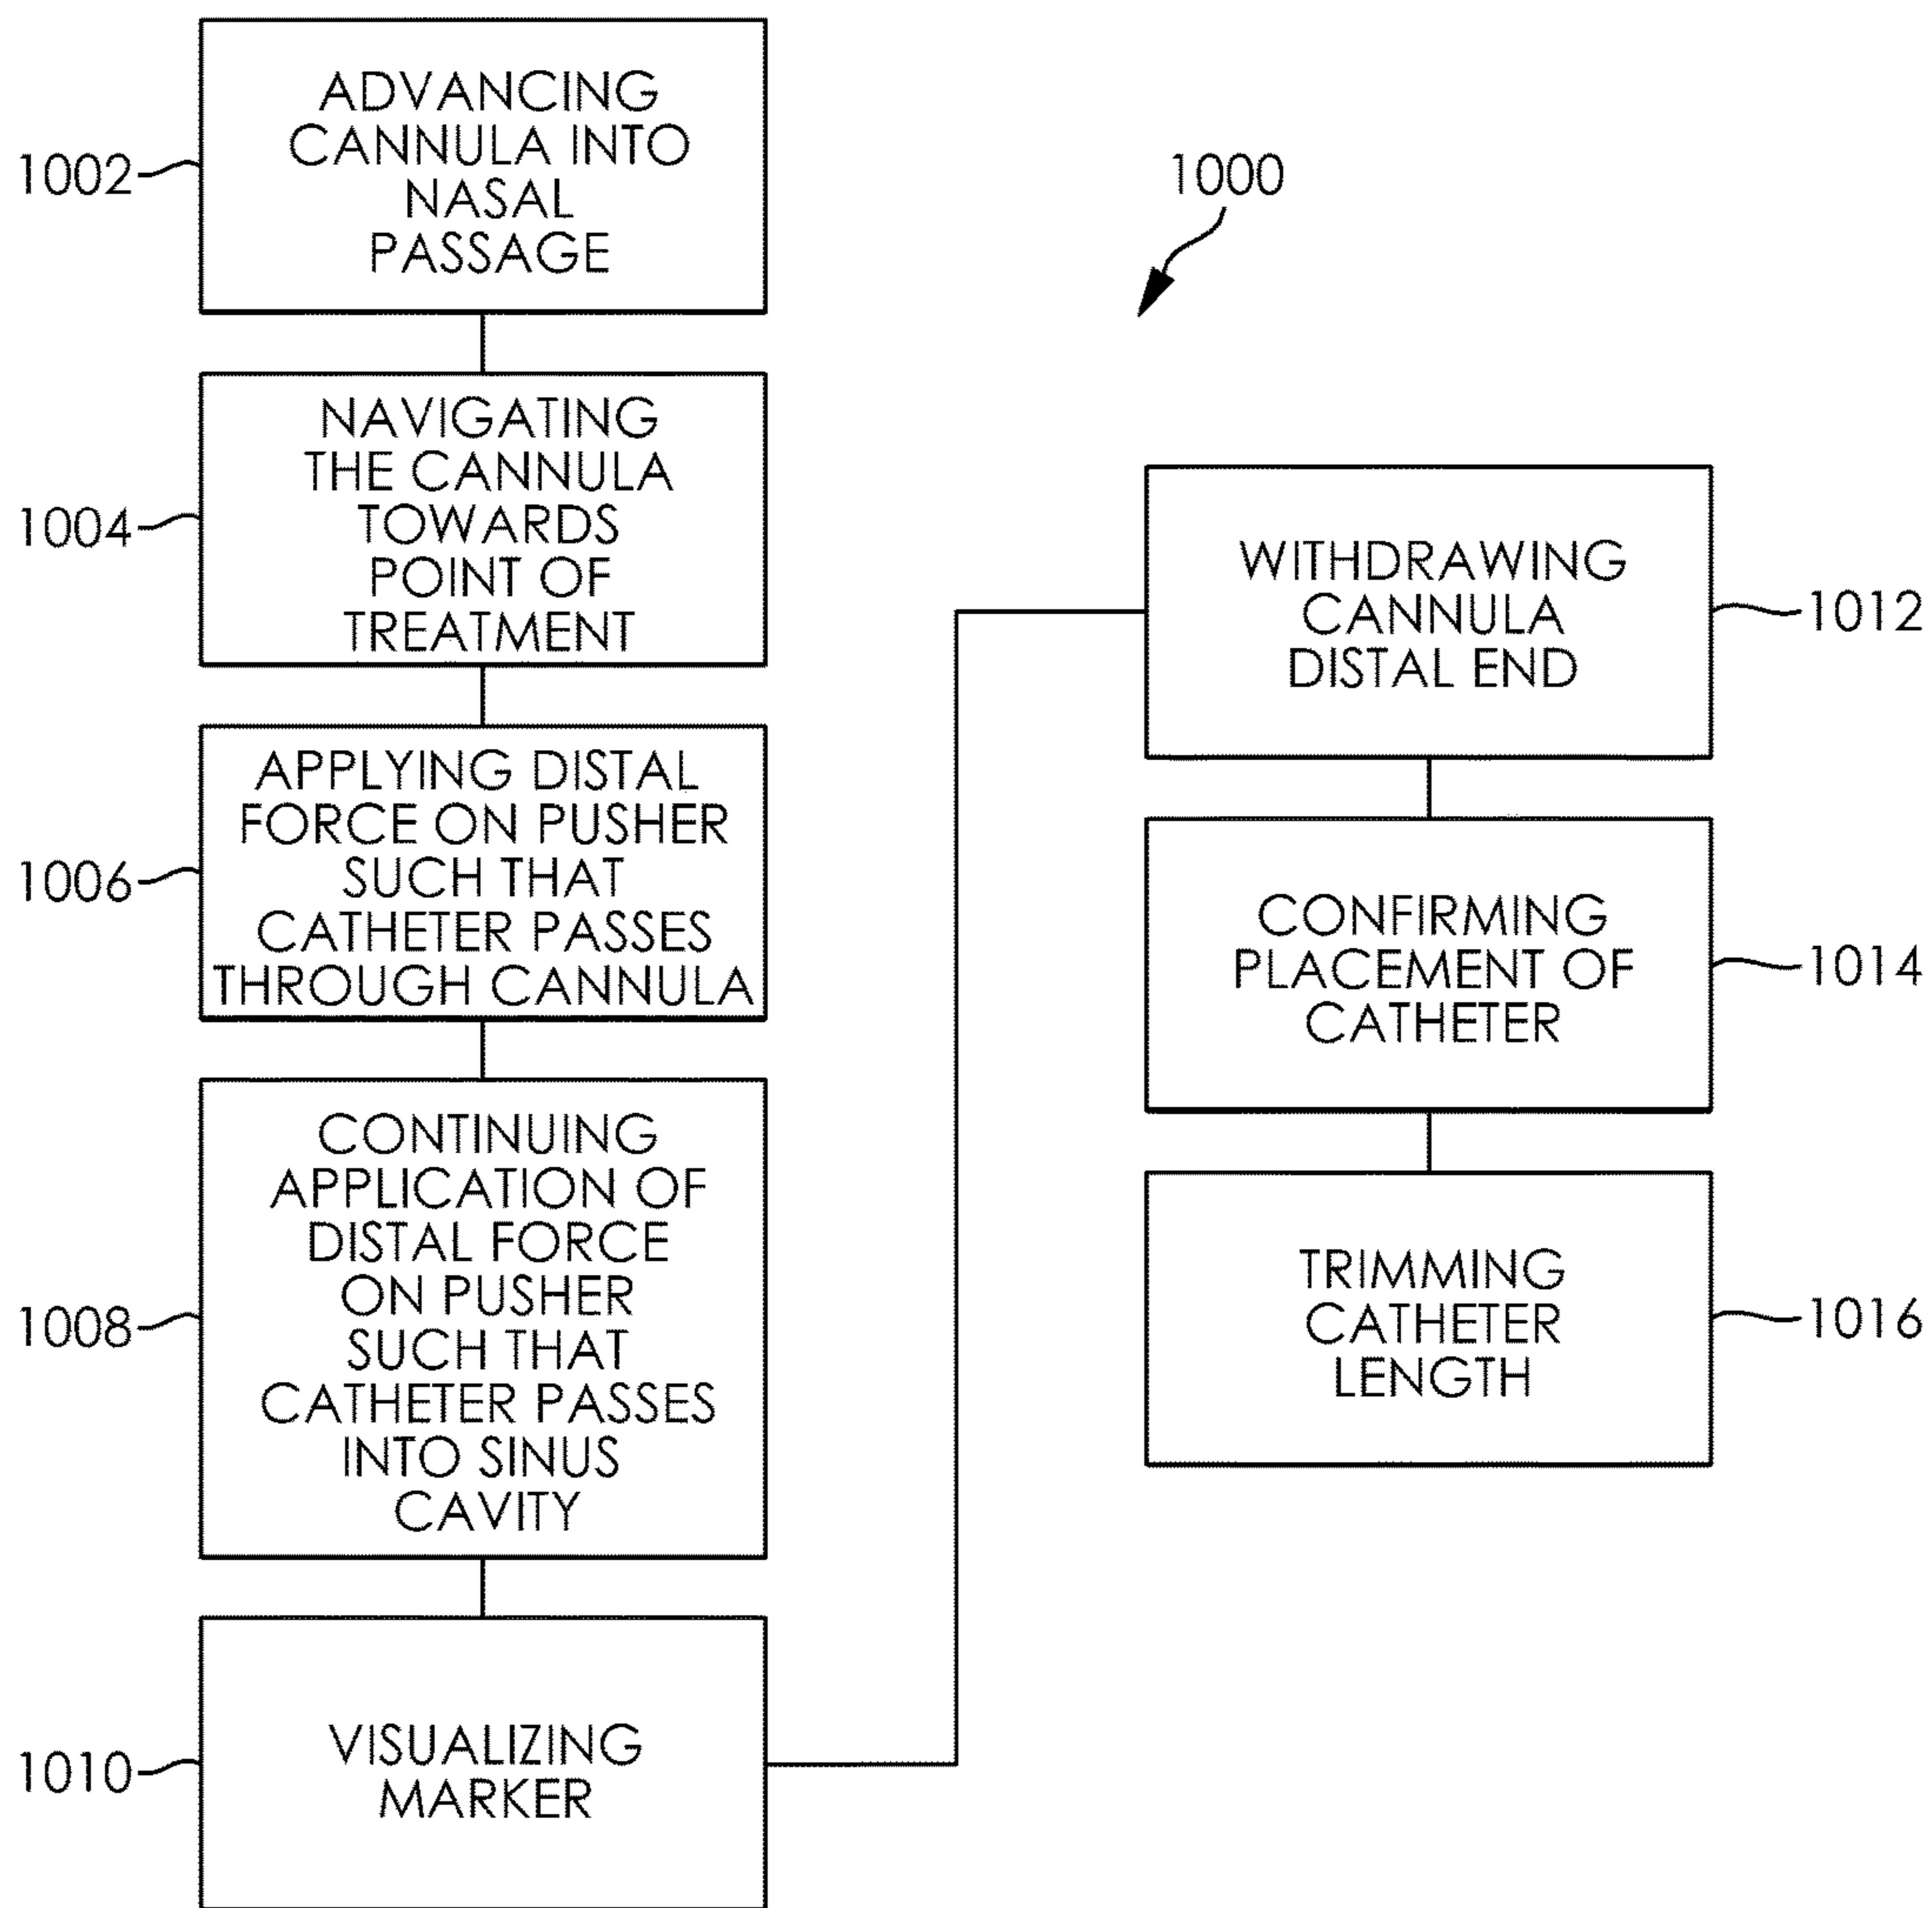 1002
ADVANCING
CANNULA INTO
NASAL
PASSAGE
1004
NAVIGATING
THE CANNULA
TOWARDS
POINT OF
TREATMENT
1006
APPLYING DISTAL
FORCE ON PUSHER
SUCH THAT
CATHETER PASSES
THROUGH CANNULA
1008
CONTINUING
APPLICATION OF
DISTAL FORCE
ON PUSHER
SUCH THAT
CATHETER PASSES
INTO SINUS
CAVITY
1010
VISUALIZING
MARKER
1000
WITHDRAWING
CANNULA
DISTAL END
1012
CONFIRMING
PLACEMENT OF
CATHETER
1014
TRIMMING
CATHETER
LENGTH
1016